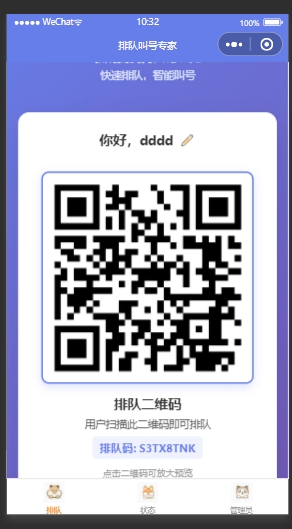 WeChat
10:32
100%
排队叫号专家
快速排队，智能叫号
你好，dddd
排队二维码
用户扫描此二维码即可排队
排队码: S3TX8TNK
点击二维码可放大预览
排队
状态
管理员